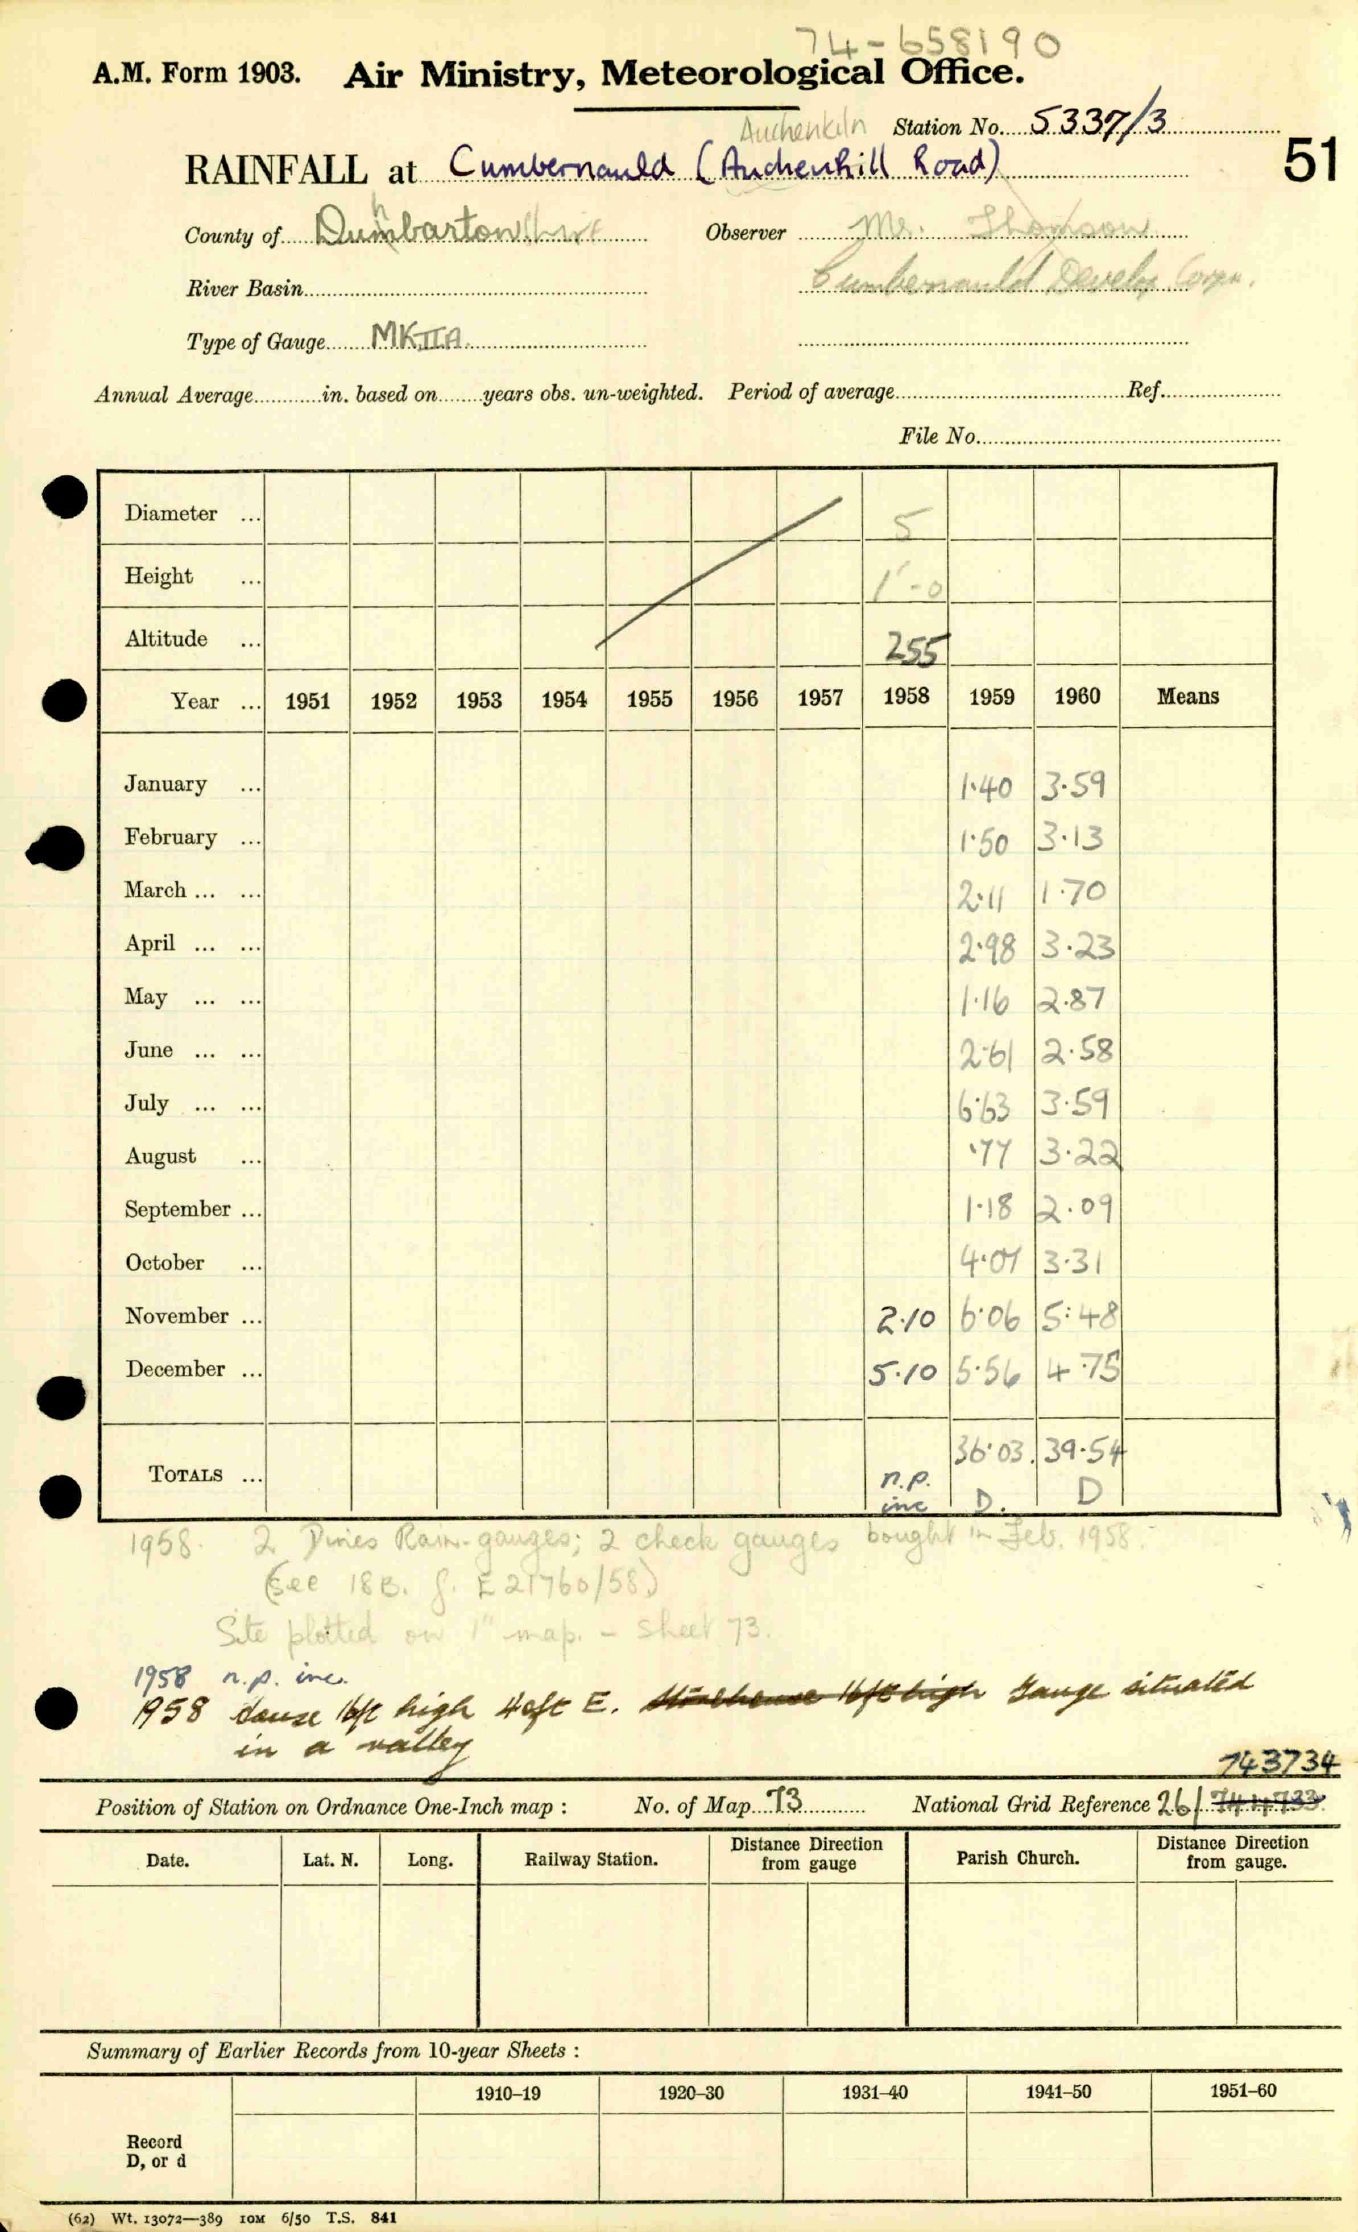 74-658190
A.M. Form 1903. Air Ministry, Meteorological Office.
Auchenkiln Station No. 5337/3
RAINFALL at Cumbernauld (Auchenhill Road)
51
County of Dunbartonshire Observer Mr. Thomson
River Basin Cumbernauld Develop Corpn.
Type of Gauge MKIIA
Annual Average in. based on years obs. un-weighted. Period of average Ref.
File No.
Diameter ... 5
Height ... 1'-0
Altitude ... 255
Year ... 1951 1952 1953 1954 1955 1956 1957 1958 1959 1960 Means
January ... 1·40 3·59
February ... 1·50 3·13
March ... ... 2·11 1·70
April ... ... 2·98 3·23
May ... ... 1·16 2·87
June ... ... 2·61 2·58
July ... ... 6·63 3·59
August ... ·77 3·22
September ... 1·18 2·09
October ... 4·07 3·31
November ... 2·10 6·06 5·48
December ... 5·10 5·56 4·75
36·03 39·54
TOTALS ... n.p. inc D. D
1958. 2 Dines Rain-gauges; 2 check gauges bought in Feb. 1958.
(See 18B. f. E21760/58)
Site plotted on 1" map. - Sheet 73.
1958 n.p. inc.
1958 House 16ft high 40ft E. Storehouse 16ft high Gauge situated
in a valley
743734
Position of Station on Ordnance One-Inch map : No. of Map 73 National Grid Reference 26/ 744733
Date. Lat. N. Long. Railway Station. Distance Direction from gauge Parish Church. Distance Direction from gauge.
Summary of Earlier Records from 10-year Sheets :
1910–19 1920–30 1931–40 1941–50 1951–60
Record
D, or d
(62) Wt. 13072—389 10M 6/50 T.S. 841